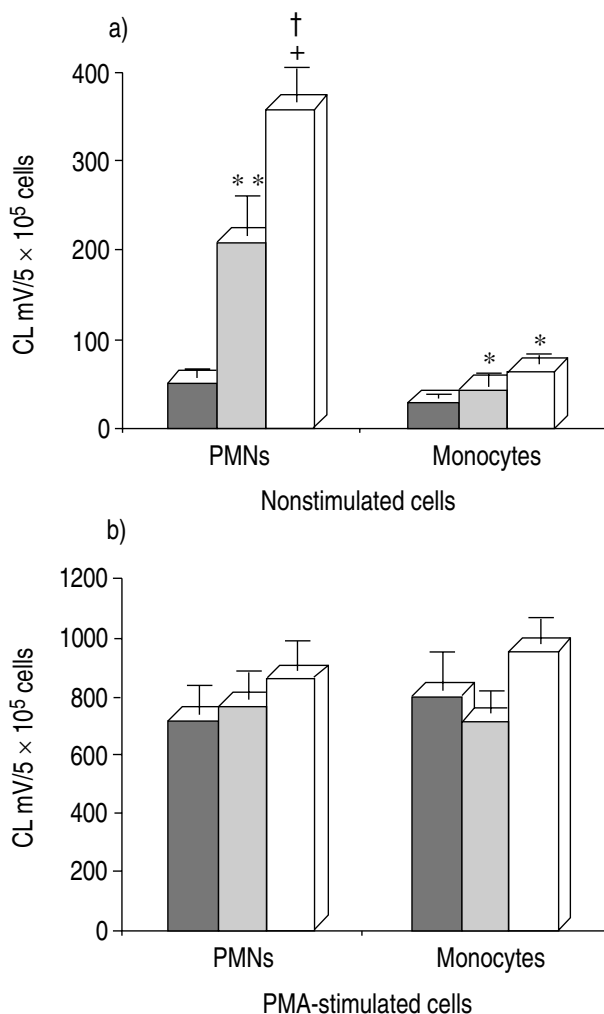 a)
†
+
400
300
200
100
0
* *
*
*
CL mV/5 × 10⁵ cells
PMNs Monocytes
Nonstimulated cells
b)
1200
1000
800
600
400
200
0
CL mV/5 × 10⁵ cells
PMNs Monocytes
PMA-stimulated cells